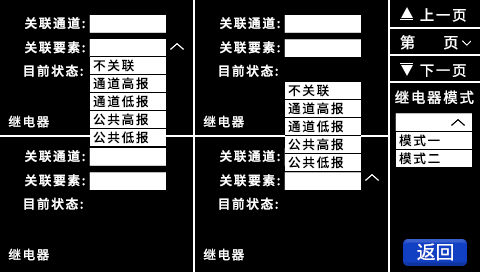 关联通道:
关联要素:
不关联
通道高报
通道低报
公共高报
公共低报
目前状态:
继电器
关联通道:
关联要素:
目前状态:
不关联
通道高报
通道低报
公共高报
公共低报
继电器
关联通道:
关联要素:
目前状态:
继电器
关联通道:
关联要素:
目前状态:
继电器
上一页
第 页
下一页
继电器模式
模式一
模式二
返回